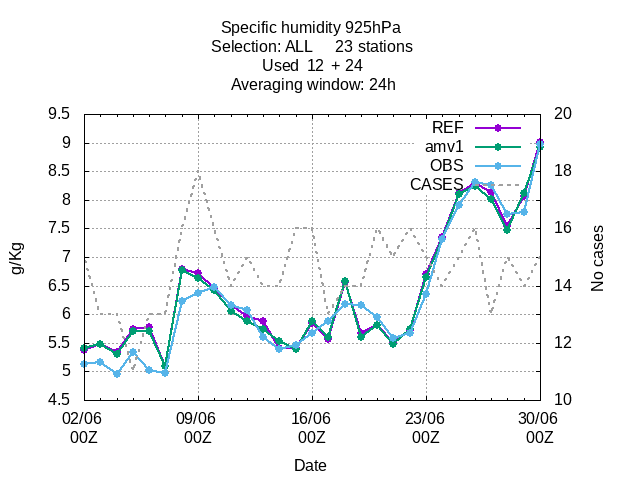 Specific humidity 925hPa
Selection: ALL 23 stations
Used 12 + 24
Averaging window: 24h
9.5
9
8.5
8
7.5
7
6.5
6
5.5
5
4.5
g/Kg
REF
amv1
OBS
CASES
20
18
16
14
12
10
No cases
02/06 09/06 16/06 23/06 30/06
00Z 00Z 00Z 00Z 00Z
Date